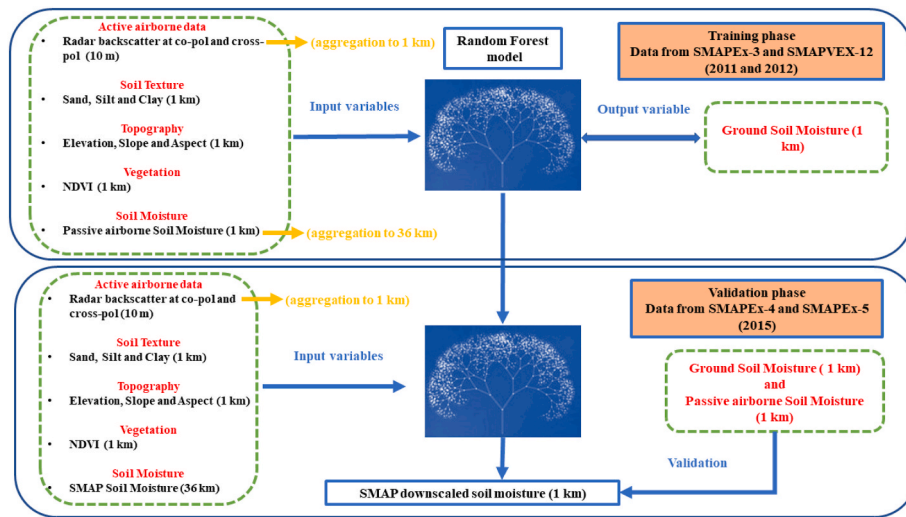 Active airborne data
• Radar backscatter at co-pol and cross-
pol (10 m)
(aggregation to 1 km)
Soil Texture
• Sand, Silt and Clay (1 km)
Topography
• Elevation, Slope and Aspect (1 km)
Vegetation
• NDVI (1 km)
Soil Moisture
• Passive airborne Soil Moisture (1 km)
(aggregation to 36 km)
Input variables
Random Forest
model
Output variable
Training phase
Data from SMAPEx-3 and SMAPVEX-12
(2011 and 2012)
Ground Soil Moisture (1
km)
Active airborne data
• Radar backscatter at co-pol and
cross-pol (10 m)
(aggregation to 1 km)
Soil Texture
• Sand, Silt and Clay (1 km)
Topography
• Elevation, Slope and Aspect (1 km)
Vegetation
• NDVI (1 km)
Soil Moisture
• SMAP Soil Moisture (36 km)
Input variables
Validation phase
Data from SMAPEx-4 and SMAPEx-5
(2015)
Ground Soil Moisture ( 1 km)
and
Passive airborne Soil Moisture
(1 km)
Validation
SMAP downscaled soil moisture (1 km)